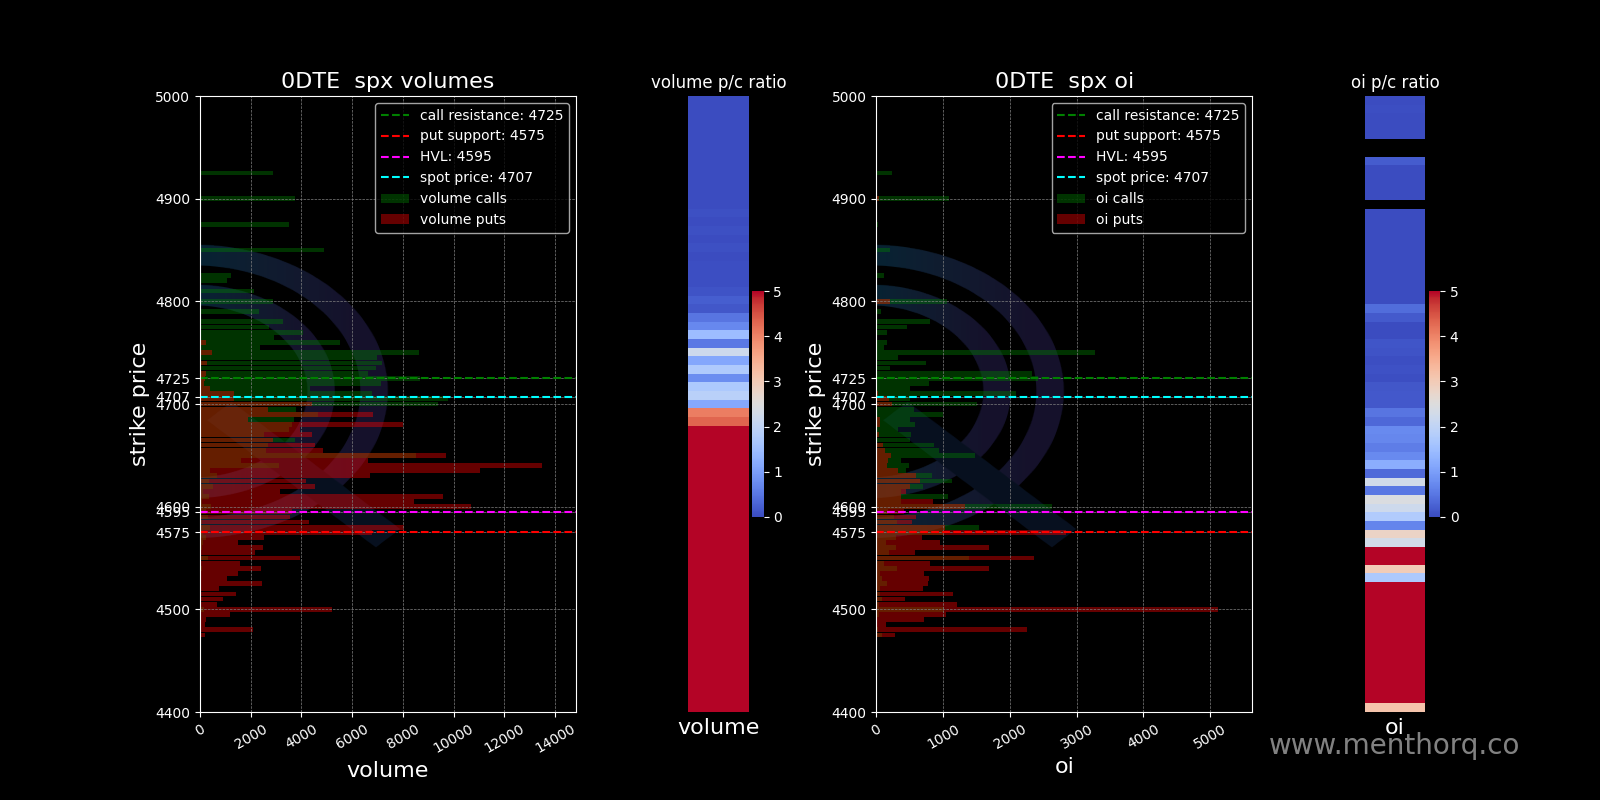 0DTE  spx volumes
volume p/c ratio
0DTE  spx oi
oi p/c ratio
call resistance: 4725
put support: 4575
HVL: 4595
spot price: 4707
volume calls
volume puts
call resistance: 4725
put support: 4575
HVL: 4595
spot price: 4707
oi calls
oi puts
strike price
5000
4900
4800
4725
4707
4700
4600
4595
4575
4500
4400
0
2000
4000
6000
8000
10000
12000
14000
volume
5
4
3
2
1
0
volume
strike price
5000
4900
4800
4725
4707
4700
4600
4595
4575
4500
4400
0
1000
2000
3000
4000
5000
oi
5
4
3
2
1
0
oi
www.menthorq.co